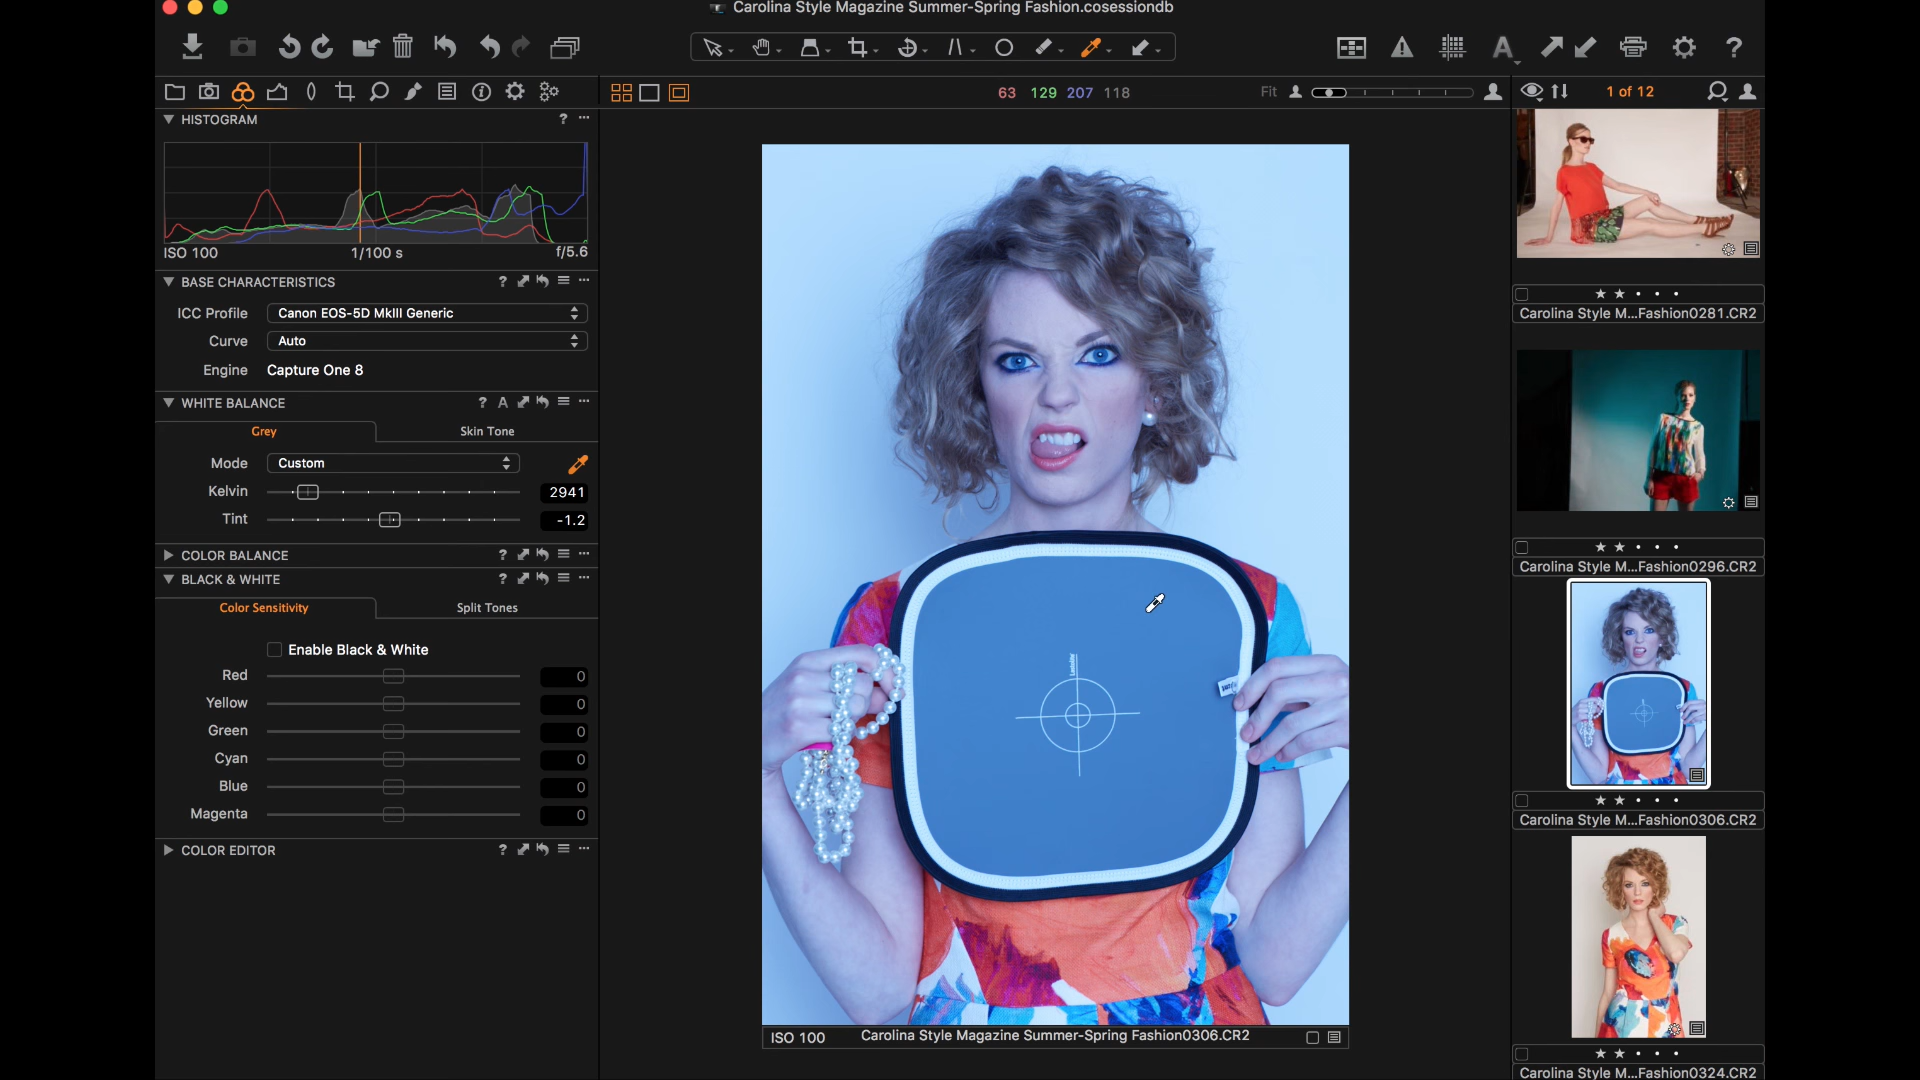 Carolina Style Magazine Summer-Spring Fashion.cosessiondb
63 129 207 118
Fit
1 of 12
HISTOGRAM
ISO 100 1/100 s f/5.6
BASE CHARACTERISTICS
ICC Profile Canon EOS-5D MkIII Generic
Curve Auto
Engine Capture One 8
WHITE BALANCE
Grey Skin Tone
Mode Custom
Kelvin 2941
Tint -1.2
COLOR BALANCE
BLACK & WHITE
Color Sensitivity Split Tones
Enable Black & White
Red 0
Yellow 0
Green 0
Cyan 0
Blue 0
Magenta 0
COLOR EDITOR
ISO 100 Carolina Style Magazine Summer-Spring Fashion0306.CR2
Carolina Style M...Fashion0281.CR2
Carolina Style M...Fashion0296.CR2
Carolina Style M...Fashion0306.CR2
Carolina Style M...Fashion0324.CR2